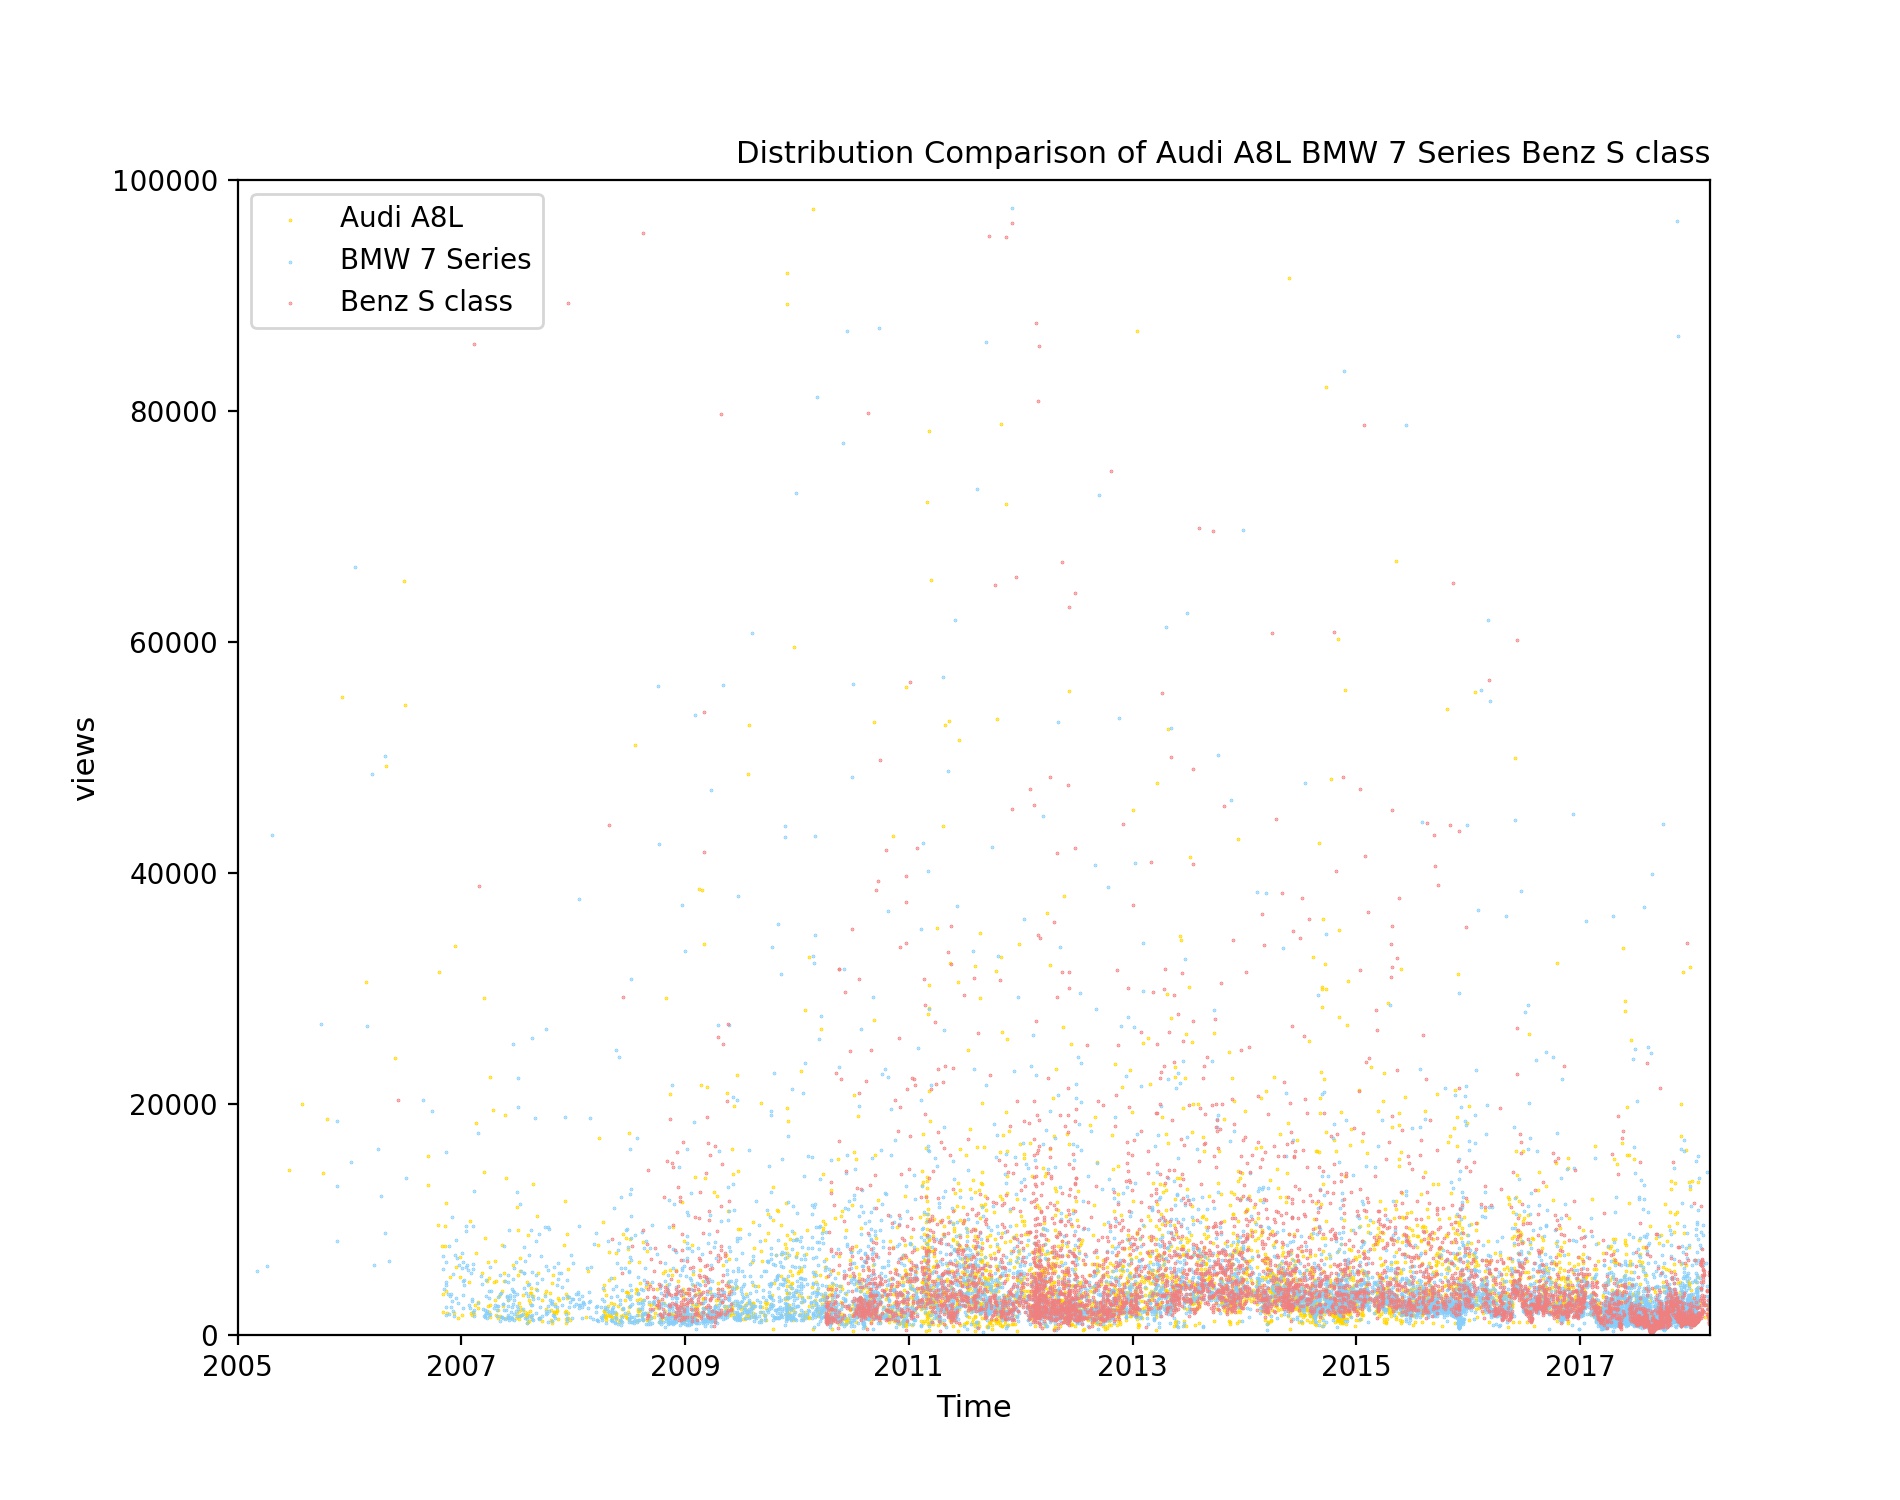 Distribution Comparison of Audi A8L BMW 7 Series Benz S class
100000
Audi A8L
BMW 7 Series
Benz S class
80000
60000
views
40000
20000
0
2005 2007 2009 2011 2013 2015 2017
Time